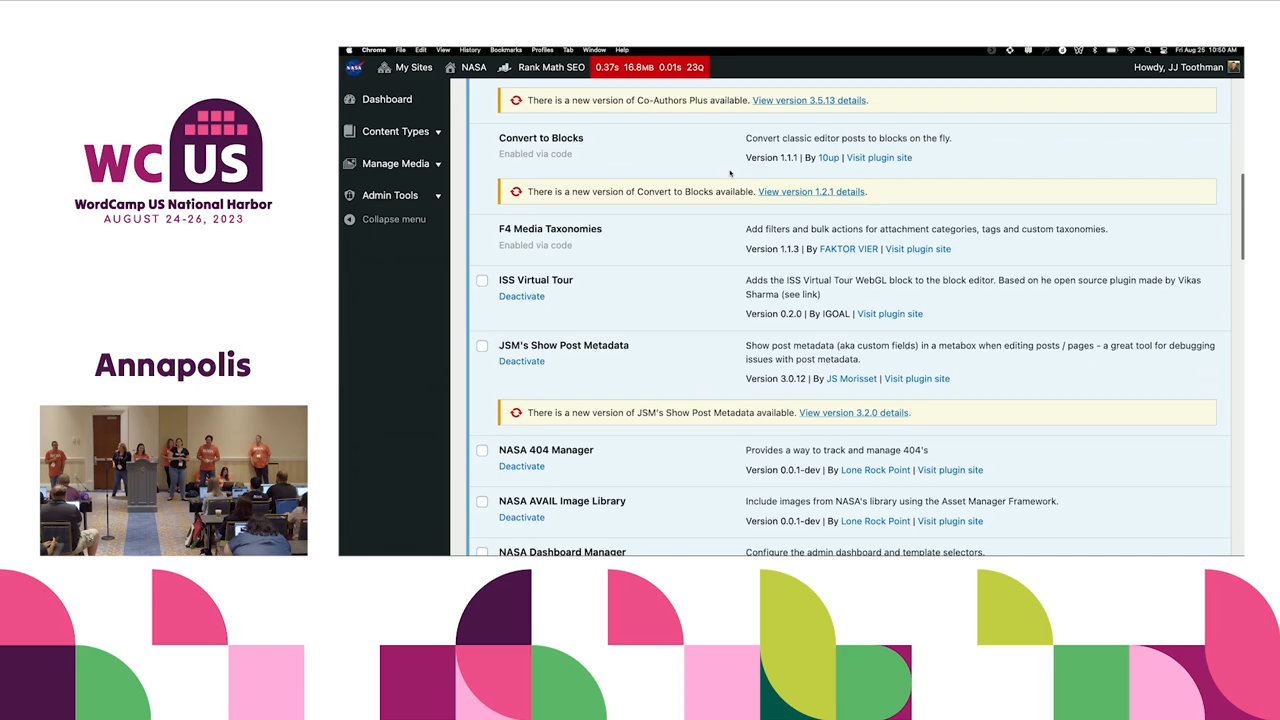 WC US
WordCamp US National Harbor
AUGUST 24-26, 2023
Annapolis
Chrome File Edit View History Bookmarks Profiles Tab Window Help
Fri Aug 25 10:50 AM
NASA My Sites NASA Rank Math SEO 0.37s 16.8MB 0.01s 23Q
Howdy, JJ Toothman
Dashboard
Content Types
Manage Media
Admin Tools
Collapse menu
There is a new version of Co-Authors Plus available. View version 3.5.13 details.
Convert to Blocks
Enabled via code
Convert classic editor posts to blocks on the fly.
Version 1.1.1 | By 10up | Visit plugin site
There is a new version of Convert to Blocks available. View version 1.2.1 details.
F4 Media Taxonomies
Enabled via code
Add filters and bulk actions for attachment categories, tags and custom taxonomies.
Version 1.1.3 | By FAKTOR VIER | Visit plugin site
ISS Virtual Tour
Deactivate
Adds the ISS Virtual Tour WebGL block to the block editor. Based on he open source plugin made by Vikas
Sharma (see link)
Version 0.2.0 | By IGOAL | Visit plugin site
JSM's Show Post Metadata
Deactivate
Show post metadata (aka custom fields) in a metabox when editing posts / pages - a great tool for debugging
issues with post metadata.
Version 3.0.12 | By JS Morisset | Visit plugin site
There is a new version of JSM's Show Post Metadata available. View version 3.2.0 details.
NASA 404 Manager
Deactivate
Provides a way to track and manage 404's
Version 0.0.1-dev | By Lone Rock Point | Visit plugin site
NASA AVAIL Image Library
Deactivate
Include images from NASA's library using the Asset Manager Framework.
Version 0.0.1-dev | By Lone Rock Point | Visit plugin site
NASA Dashboard Manager
Configure the admin dashboard and template selectors.